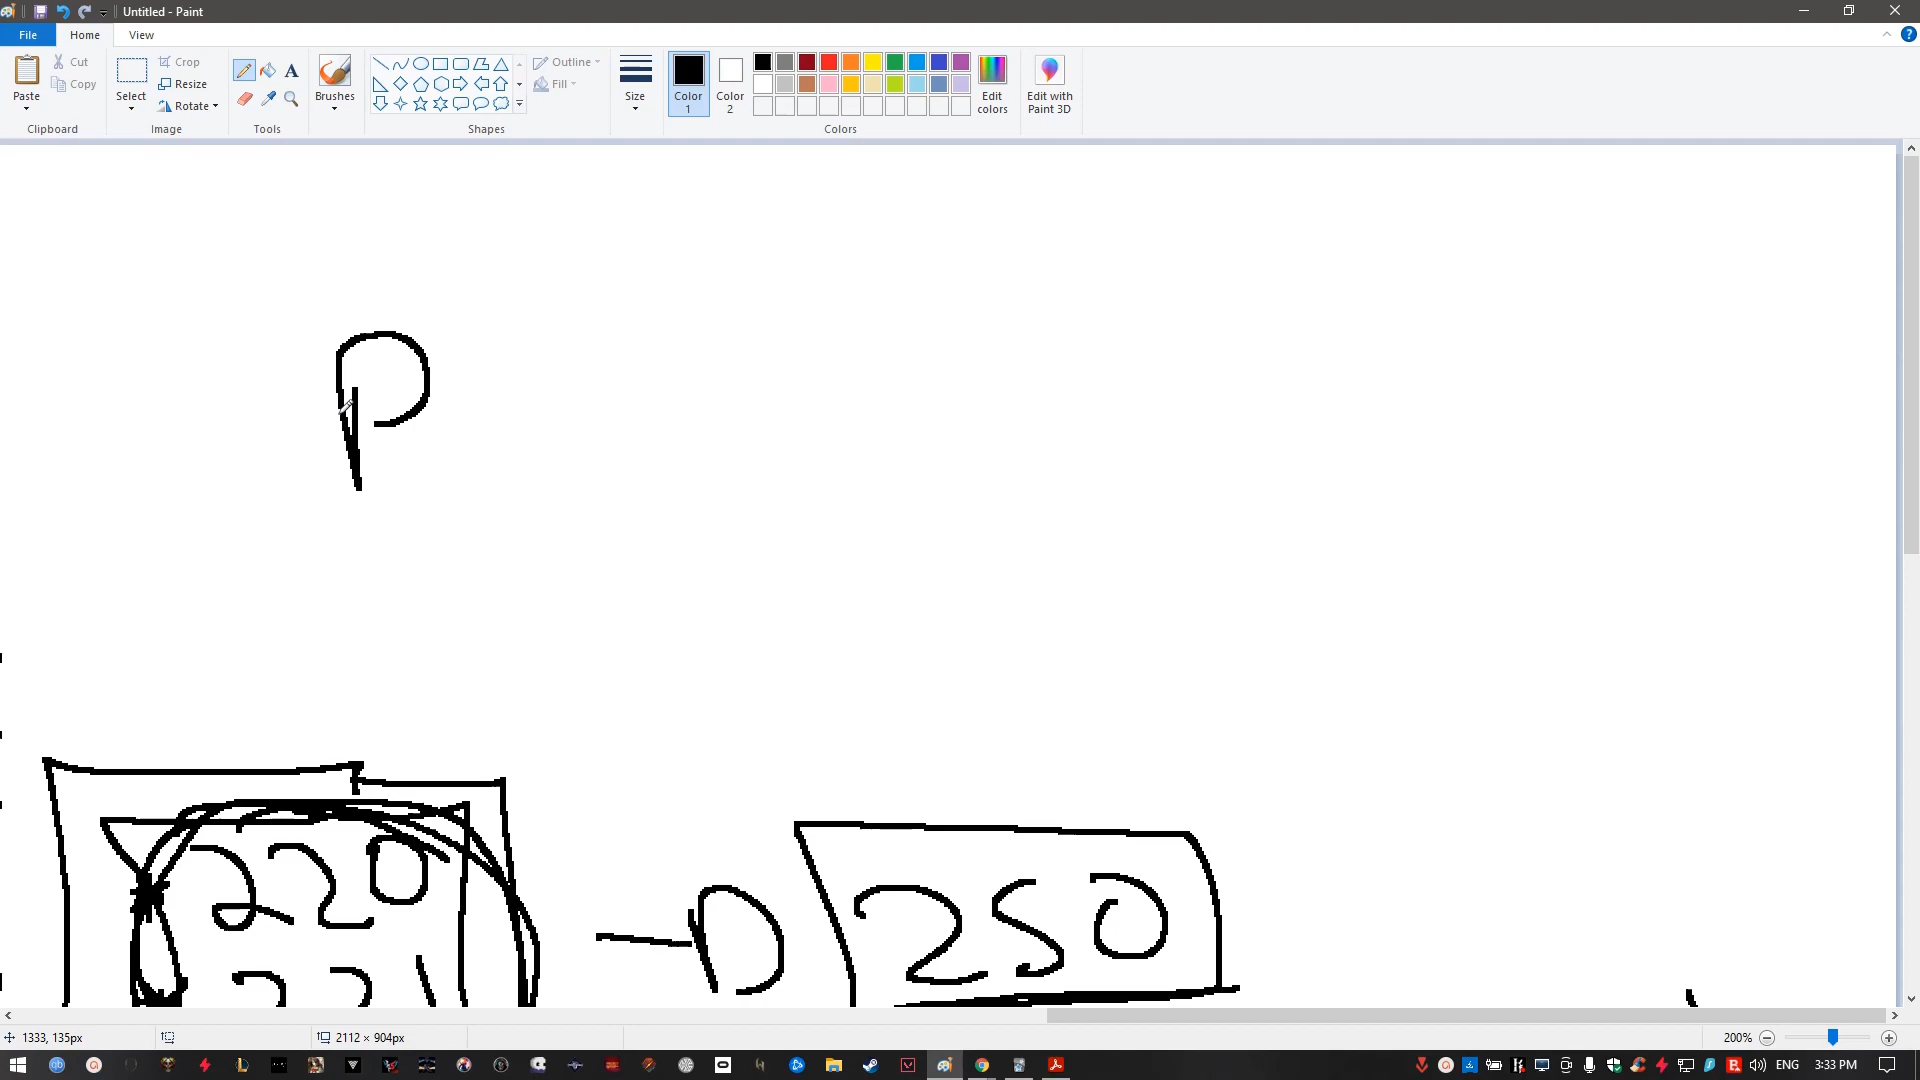 Untitled - Paint
File
Home
View
Paste
Cut
Copy
Clipboard
Select
Crop
Resize
Rotate
Image
Tools
Brushes
Shapes
Outline
Fill
Size
Color 1
Color 2
Edit colors
Colors
Edit with Paint 3D
P
220
→ 250
221
1333, 135px
2112 × 904px
200%
ENG
3:33 PM